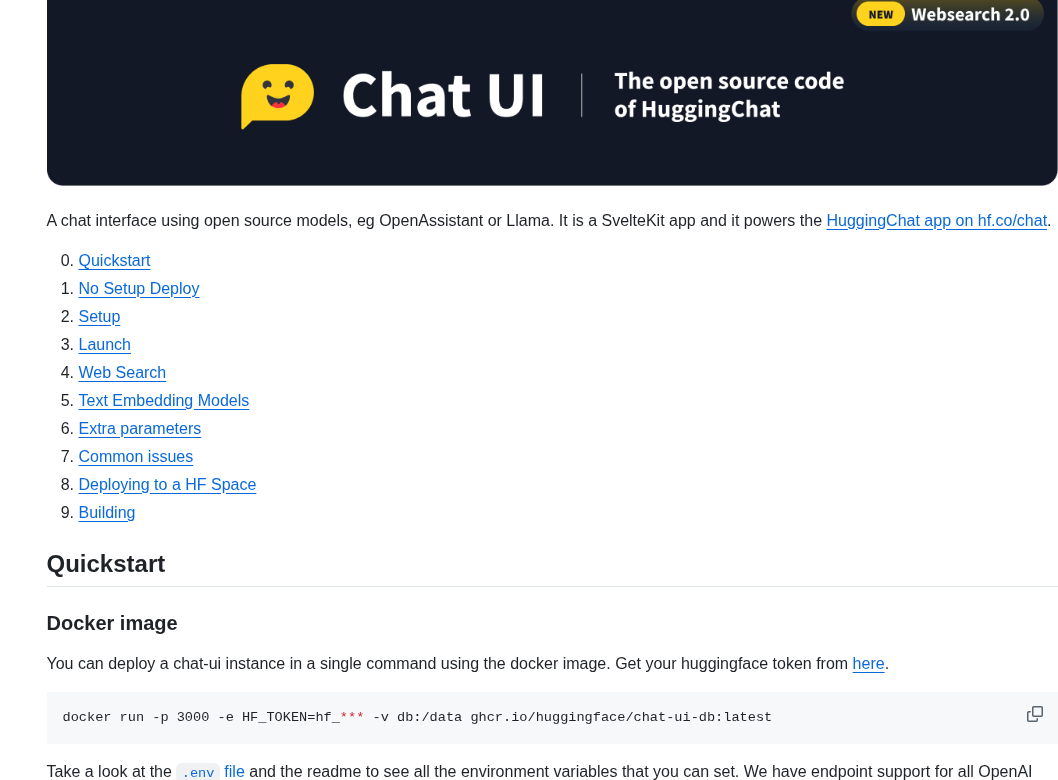 NEW Websearch 2.0
Chat UI
The open source code
of HuggingChat
A chat interface using open source models, eg OpenAssistant or Llama. It is a SvelteKit app and it powers the HuggingChat app on hf.co/chat.
0. Quickstart
1. No Setup Deploy
2. Setup
3. Launch
4. Web Search
5. Text Embedding Models
6. Extra parameters
7. Common issues
8. Deploying to a HF Space
9. Building
Quickstart
Docker image
You can deploy a chat-ui instance in a single command using the docker image. Get your huggingface token from here.
docker run -p 3000 -e HF_TOKEN=hf_*** -v db:/data ghcr.io/huggingface/chat-ui-db:latest
Take a look at the .env file and the readme to see all the environment variables that you can set. We have endpoint support for all OpenAI